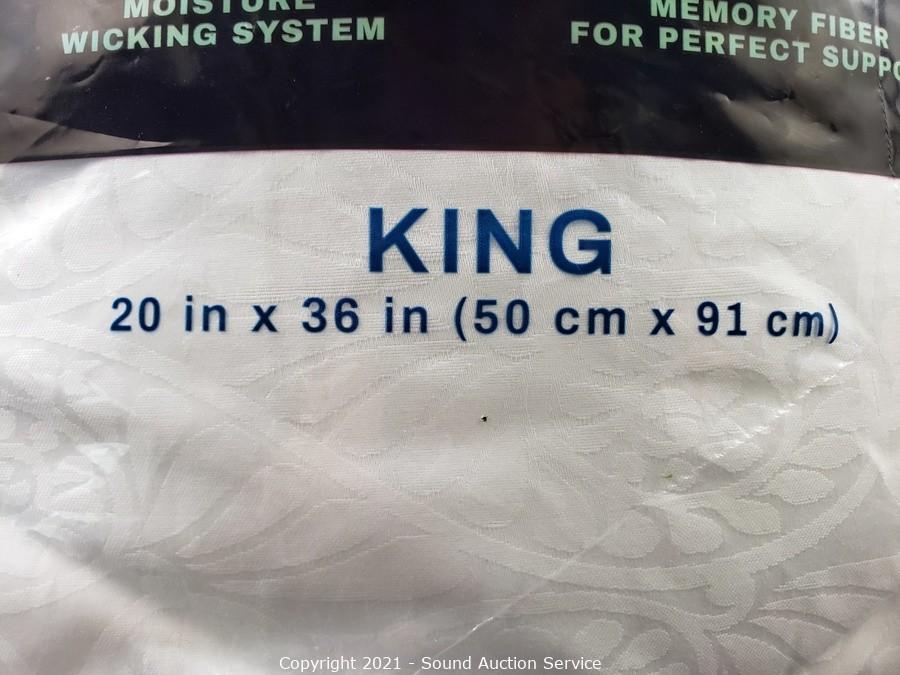 MOISTURE
WICKING SYSTEM
MEMORY FIBER
FOR PERFECT
KING
20 in x 36 in (50 cm x 91 cm)
Copyright 2021 - Sound Auction Service